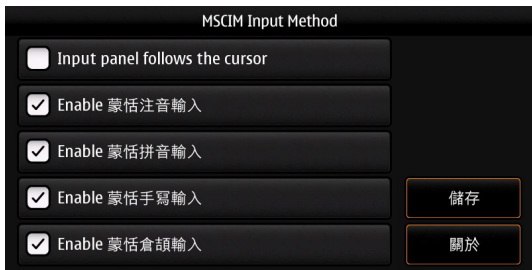 MSCIM Input Method
Input panel follows the cursor
Enable 蒙恬注音輸入
Enable 蒙恬拼音輸入
Enable 蒙恬手寫輸入
儲存
Enable 蒙恬倉頡輸入
關於